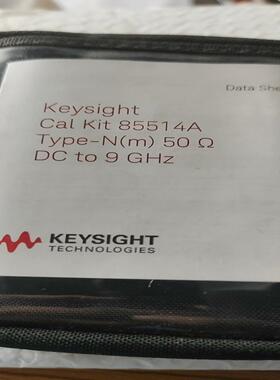 Data She
Keysight
Cal Kit 85514A
Type-N(m) 50 Ω
DC to 9 GHz
KEYSIGHT
TECHNOLOGIES